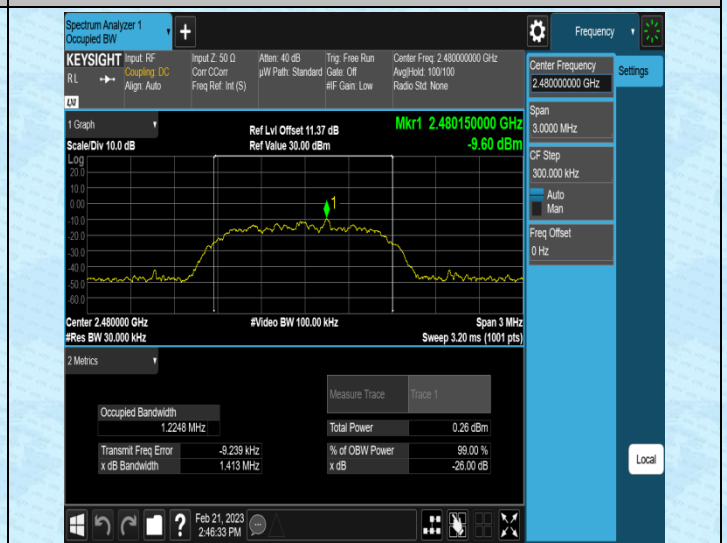 Spectrum Analyzer 1
Occupied BW
+
Frequency
KEYSIGHT
RL
LXI
Input: RF
Coupling: DC
Align: Auto
Input Z: 50 Ω
Corr CCorr
Freq Ref: Int (S)
Atten: 40 dB
µW Path: Standard
Trig: Free Run
Gate: Off
#IF Gain: Low
Center Freq: 2.480000000 GHz
Avg|Hold: 100/100
Radio Std: None
Center Frequency
2.480000000 GHz
Settings
Span
3.0000 MHz
CF Step
300.000 kHz
Auto
Man
Freq Offset
0 Hz
1 Graph
Scale/Div 10.0 dB
Ref Lvl Offset 11.37 dB
Ref Value 30.00 dBm
Mkr1 2.480150000 GHz
-9.60 dBm
Log
20.0
10.0
0.00
-10.0
-20.0
-30.0
-40.0
-50.0
-60.0
1
Center 2.480000 GHz
#Res BW 30.000 kHz
#Video BW 100.00 kHz
Span 3 MHz
Sweep 3.20 ms (1001 pts)
2 Metrics
Measure Trace
Trace 1
Occupied Bandwidth
1.2248 MHz
Total Power
0.26 dBm
Transmit Freq Error
-9.239 kHz
% of OBW Power
99.00 %
x dB Bandwidth
1.413 MHz
x dB
-26.00 dB
Local
?
Feb 21, 2023
2:46:33 PM